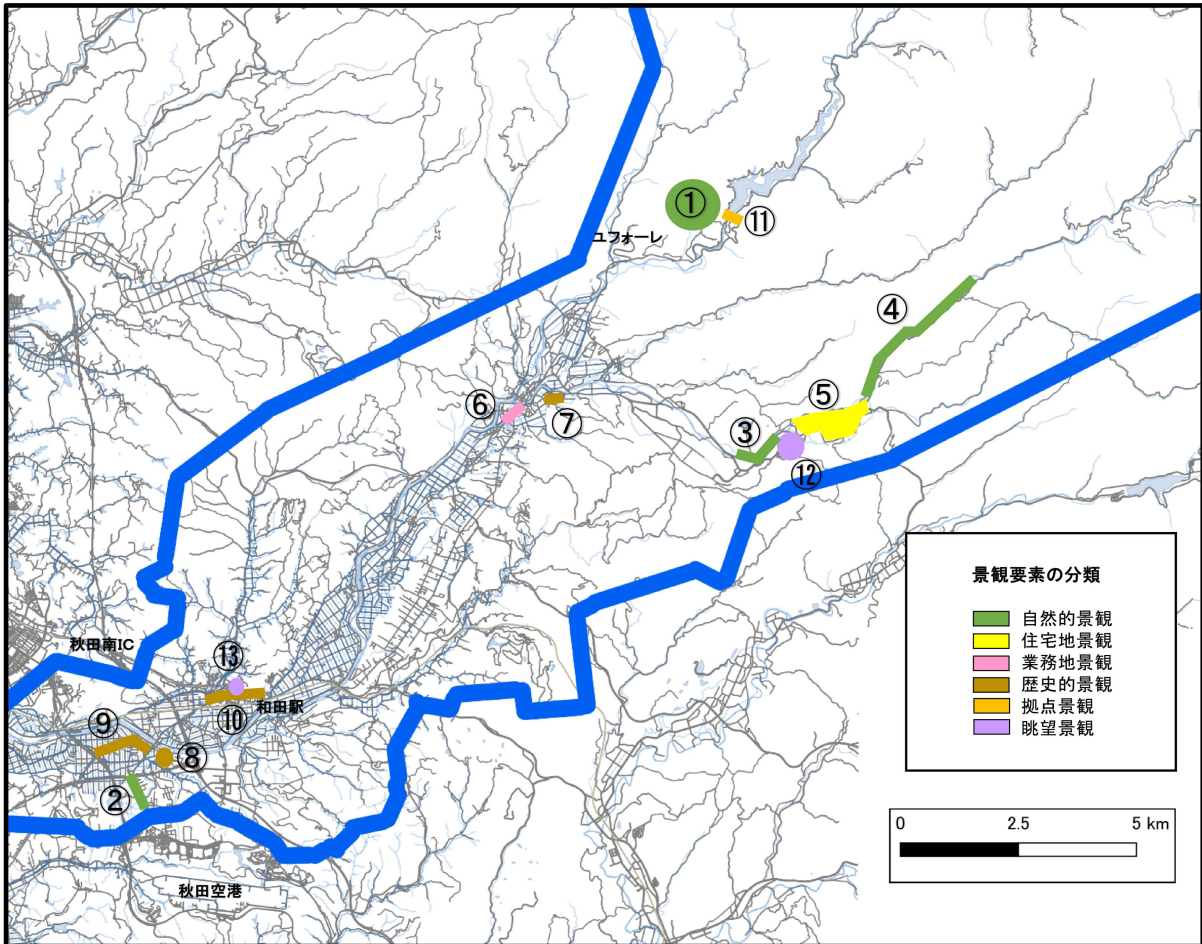 ①
⑪
ユフォーレ
④
⑥
⑦
⑤
③
⑫
景観要素の分類
自然的景観
住宅地景観
業務地景観
歴史的景観
拠点景観
眺望景観
秋田南IC
⑬
和田駅
⑩
⑨
⑧
②
秋田空港
0 2.5 5 km